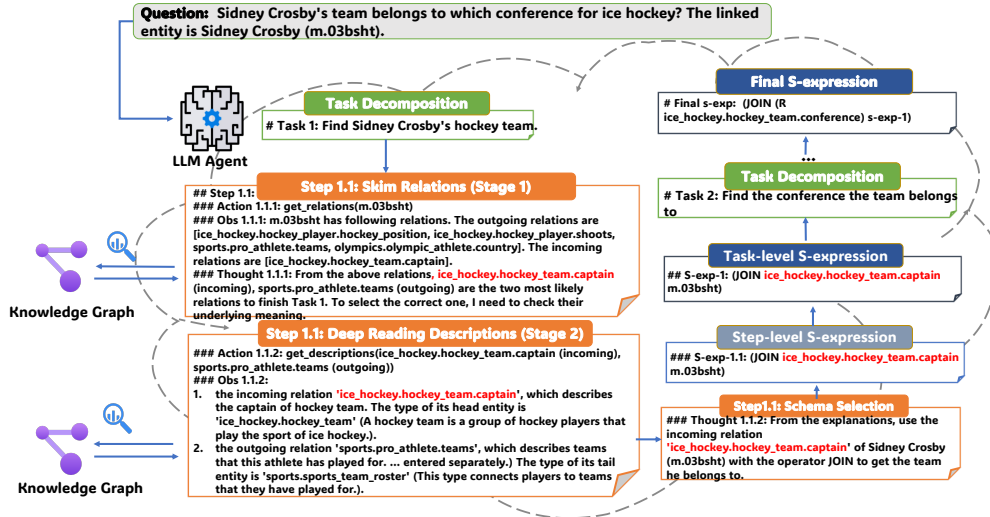 Question: Sidney Crosby's team belongs to which conference for ice hockey? The linked
entity is Sidney Crosby (m.03bsht).
LLM Agent
Task Decomposition
# Task 1: Find Sidney Crosby's hockey team.
Step 1.1: Skim Relations (Stage 1)
## Step 1.1:
### Action 1.1.1: get_relations(m.03bsht)
### Obs 1.1.1: m.03bsht has following relations. The outgoing relations are
[ice_hockey.hockey_player.hockey_position, ice_hockey.hockey_player.shoots,
sports.pro_athlete.teams, olympics.olympic_athlete.country]. The incoming
relations are [ice_hockey.hockey_team.captain].
### Thought 1.1.1: From the above relations, ice_hockey.hockey_team.captain
(incoming), sports.pro_athlete.teams (outgoing) are the two most likely
relations to finish Task 1. To select the correct one, I need to check their
underlying meaning.
Knowledge Graph
Step 1.1: Deep Reading Descriptions (Stage 2)
### Action 1.1.2: get_descriptions(ice_hockey.hockey_team.captain (incoming),
sports.pro_athlete.teams (outgoing))
### Obs 1.1.2:
1. the incoming relation 'ice_hockey.hockey_team.captain', which describes
the captain of hockey team. The type of its head entity is
'ice_hockey.hockey_team' (A hockey team is a group of hockey players that
play the sport of ice hockey.).
2. the outgoing relation 'sports.pro_athlete.teams', which describes teams
that this athlete has played for. ... entered separately.) The type of its tail
entity is 'sports.sports_team_roster' (This type connects players to teams
that they have played for.).
Knowledge Graph
Step1.1: Schema Selection
### Thought 1.1.2: From the explanations, use the
incoming relation
'ice_hockey.hockey_team.captain' of Sidney Crosby
(m.03bsht) with the operator JOIN to get the team
he belongs to.
Step-level S-expression
### S-exp-1.1: (JOIN ice_hockey.hockey_team.captain
m.03bsht)
Task-level S-expression
## S-exp-1: (JOIN ice_hockey.hockey_team.captain
m.03bsht)
Task Decomposition
# Task 2: Find the conference the team belongs
to
...
Final S-expression
# Final s-exp: (JOIN (R
ice_hockey.hockey_team.conference) s-exp-1)